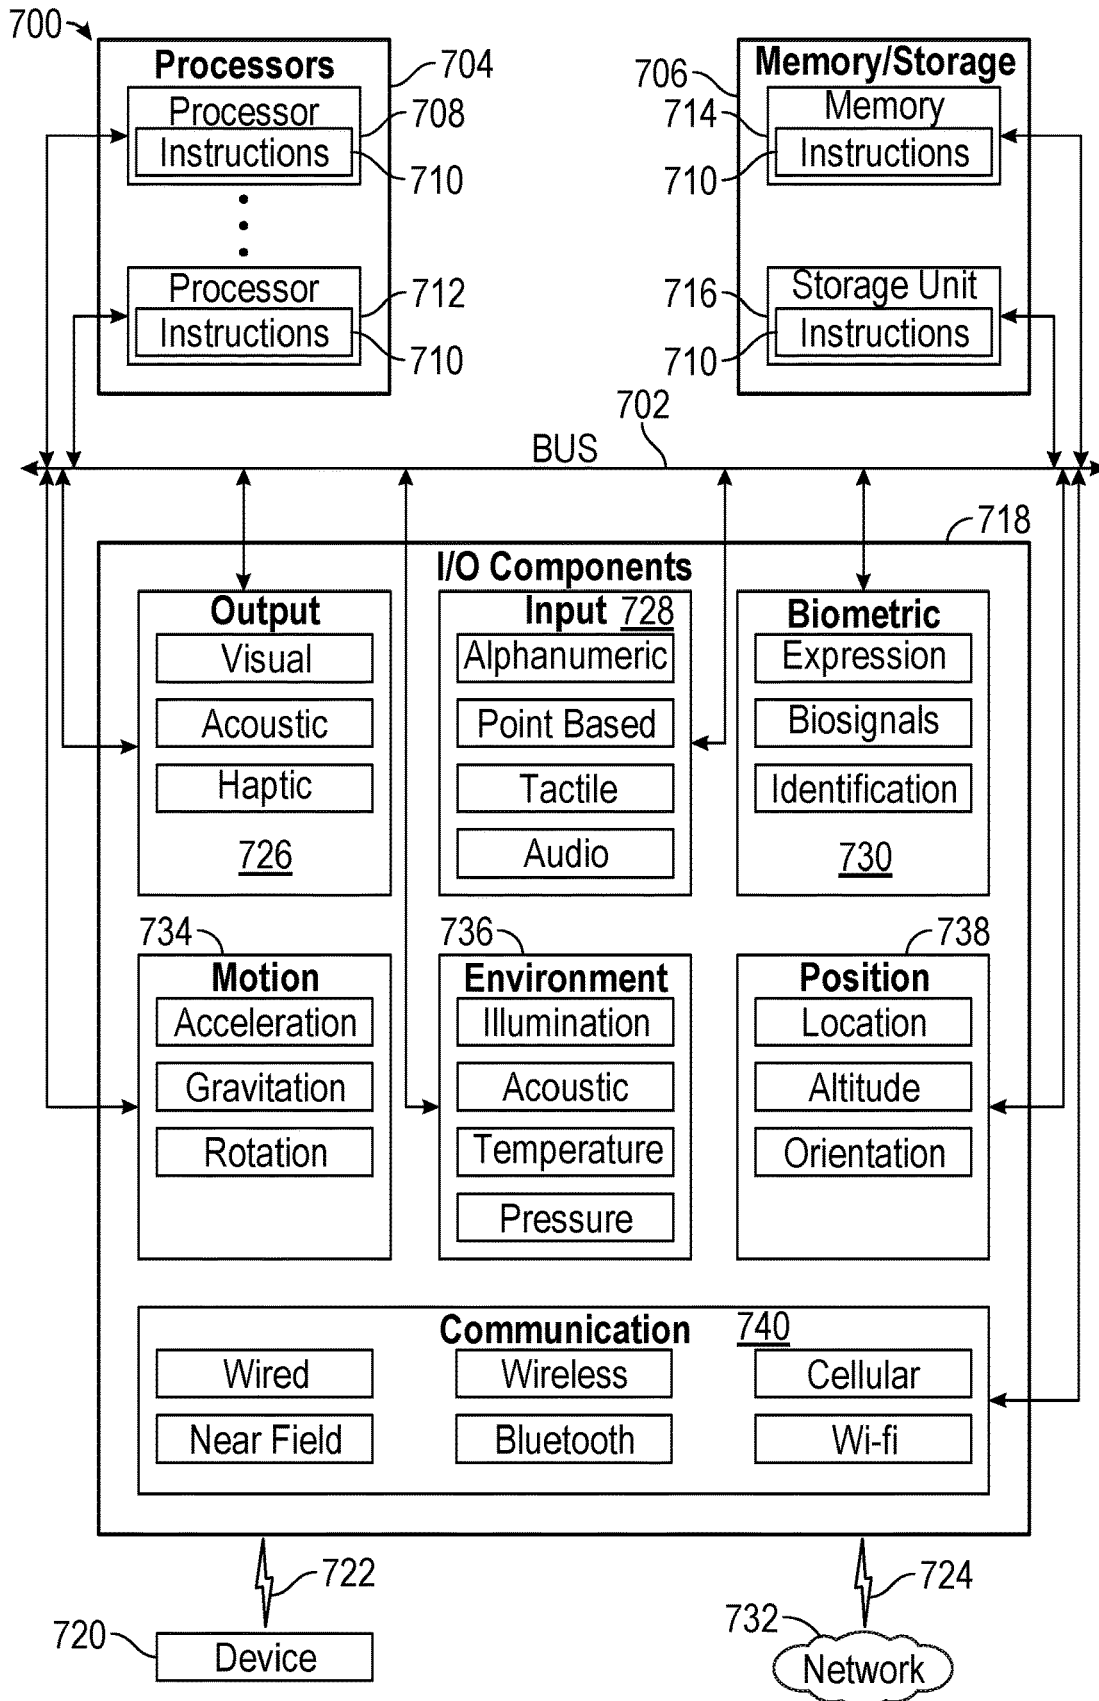 700
Processors
704
Processor
708
Instructions
710
Processor
712
Instructions
710
Memory/Storage
706
Memory
714
Instructions
710
Storage Unit
716
Instructions
710
702
BUS
718
I/O Components
Output
Visual
Acoustic
Haptic
726
Input 728
Alphanumeric
Point Based
Tactile
Audio
Biometric
Expression
Biosignals
Identification
730
734
Motion
Acceleration
Gravitation
Rotation
736
Environment
Illumination
Acoustic
Temperature
Pressure
738
Position
Location
Altitude
Orientation
Communication 740
Wired Wireless Cellular
Near Field Bluetooth Wi-fi
722
724
720
Device
732
Network